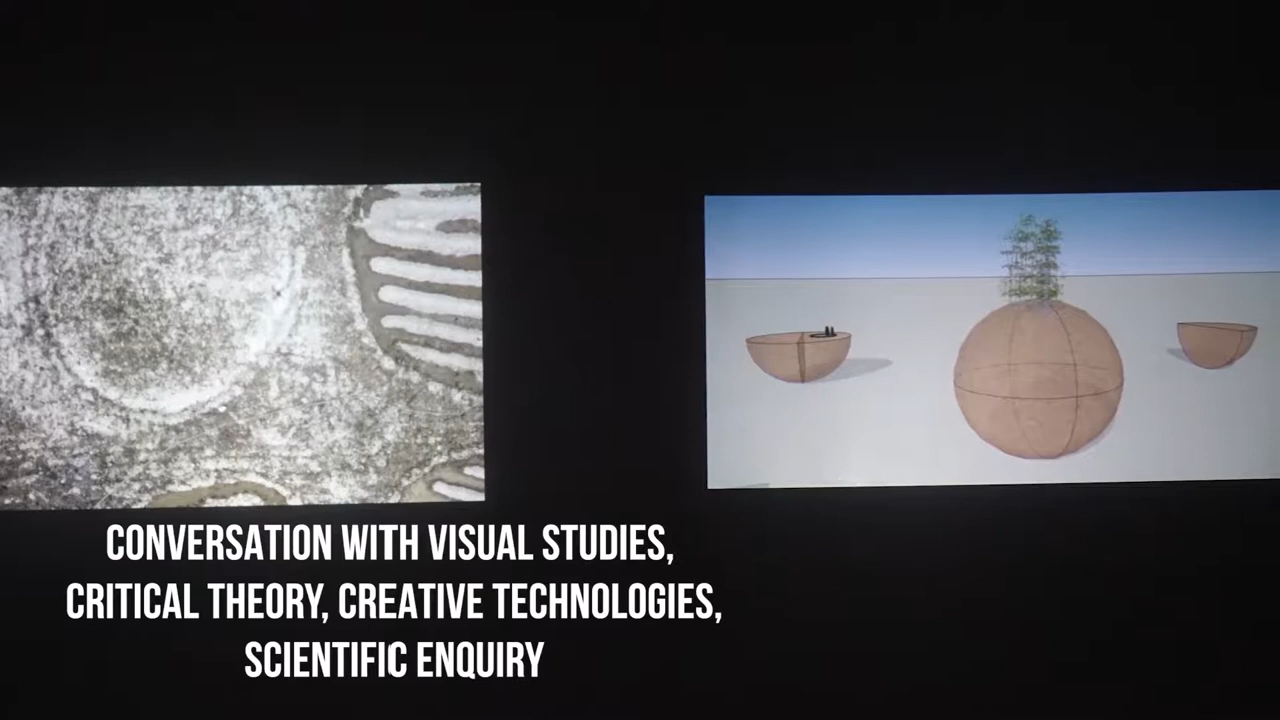 CONVERSATION WITH VISUAL STUDIES,
CRITICAL THEORY, CREATIVE TECHNOLOGIES,
SCIENTIFIC ENQUIRY